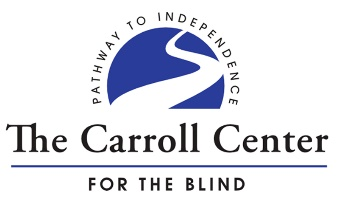 PATHWAY TO INDEPENDENCE
The Carroll Center
FOR THE BLIND